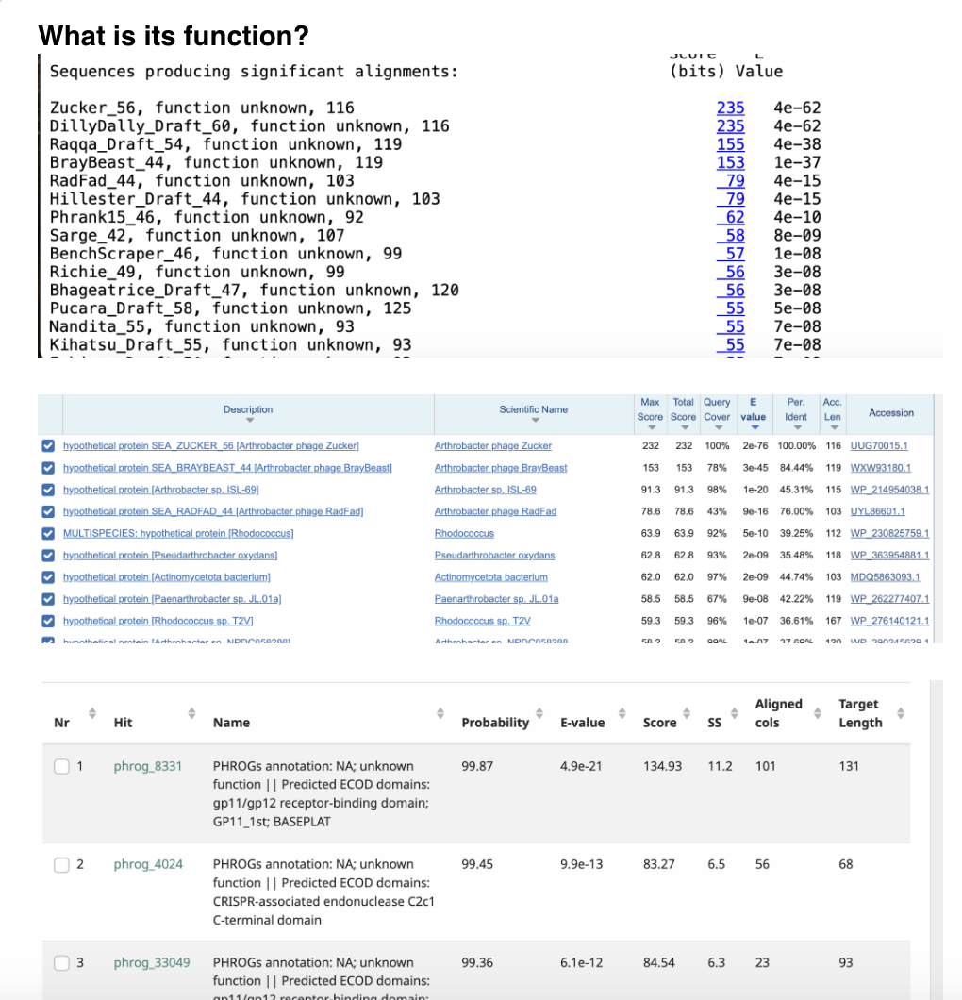 What is its function?
Score E
Sequences producing significant alignments: (bits) Value
Zucker_56, function unknown, 116 235 4e-62
DillyDally_Draft_60, function unknown, 116 235 4e-62
Raqqa_Draft_54, function unknown, 119 155 4e-38
BrayBeast_44, function unknown, 119 153 1e-37
RadFad_44, function unknown, 103 79 4e-15
Hillester_Draft_44, function unknown, 103 79 4e-15
Phrank15_46, function unknown, 92 62 4e-10
Sarge_42, function unknown, 107 58 8e-09
BenchScraper_46, function unknown, 99 57 1e-08
Richie_49, function unknown, 99 56 3e-08
Bhageatrice_Draft_47, function unknown, 120 56 3e-08
Pucara_Draft_58, function unknown, 125 55 5e-08
Nandita_55, function unknown, 93 55 7e-08
Kihatsu_Draft_55, function unknown, 93 55 7e-08
Description Scientific Name Max Score Total Score Query Cover E value Per. Ident Acc. Len Accession
hypothetical protein SEA_ZUCKER_56 [Arthrobacter phage Zucker] Arthrobacter phage Zucker 232 232 100% 2e-76 100.00% 116 UUG70015.1
hypothetical protein SEA_BRAYBEAST_44 [Arthrobacter phage BrayBeast] Arthrobacter phage BrayBeast 153 153 78% 3e-45 84.44% 119 WXW93180.1
hypothetical protein [Arthrobacter sp. ISL-69] Arthrobacter sp. ISL-69 91.3 91.3 98% 1e-20 45.31% 115 WP_214954038.1
hypothetical protein SEA_RADFAD_44 [Arthrobacter phage RadFad] Arthrobacter phage RadFad 78.6 78.6 43% 9e-16 76.00% 103 UYL86601.1
MULTISPECIES: hypothetical protein [Rhodococcus] Rhodococcus 63.9 63.9 92% 5e-10 39.25% 112 WP_230825759.1
hypothetical protein [Pseudarthrobacter oxydans] Pseudarthrobacter oxydans 62.8 62.8 93% 2e-09 35.48% 118 WP_363954881.1
hypothetical protein [Actinomycetota bacterium] Actinomycetota bacterium 62.0 62.0 97% 2e-09 44.74% 103 MDQ5863093.1
hypothetical protein [Paenarthrobacter sp. JL.01a] Paenarthrobacter sp. JL.01a 58.5 58.5 67% 9e-08 42.22% 119 WP_262277407.1
hypothetical protein [Rhodococcus sp. T2V] Rhodococcus sp. T2V 59.3 59.3 96% 1e-07 36.61% 167 WP_276140121.1
hypothetical protein [Arthrobacter sp. NPDC058288] Arthrobacter sp. NPDC058288 58.2 58.2 99% 1e-07 37.69% 120 WP_390245629.1
Nr Hit Name Probability E-value Score SS Aligned cols Target Length
1 phrog_8331 PHROGs annotation: NA; unknown 99.87 4.9e-21 134.93 11.2 101 131
function || Predicted ECOD domains:
gp11/gp12 receptor-binding domain;
GP11_1st; BASEPLAT
2 phrog_4024 PHROGs annotation: NA; unknown 99.45 9.9e-13 83.27 6.5 56 68
function || Predicted ECOD domains:
CRISPR-associated endonuclease C2c1
C-terminal domain
3 phrog_33049 PHROGs annotation: NA; unknown 99.36 6.1e-12 84.54 6.3 23 93
function || Predicted ECOD domains:
gp11/gp12 receptor-binding domain;